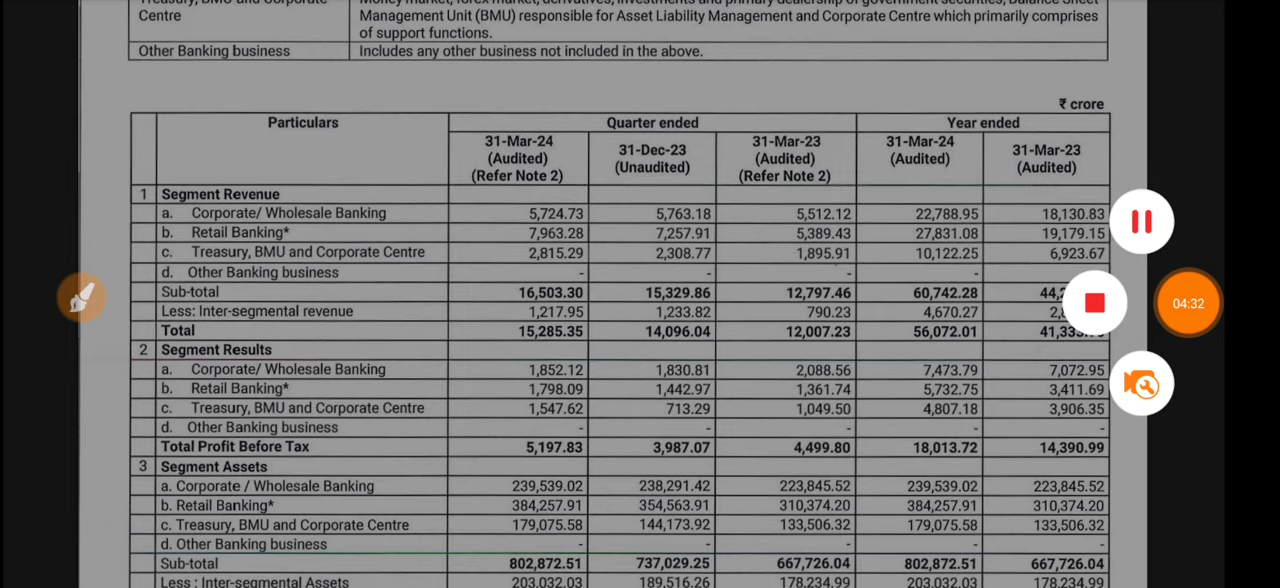 Centre Money market, forex market, derivatives, investments and primary dealership of government securities, Balance Sheet
Management Unit (BMU) responsible for Asset Liability Management and Corporate Centre which primarily comprises
of support functions.
Other Banking business Includes any other business not included in the above.
₹ crore
Particulars Quarter ended Year ended
31-Mar-24 (Audited) (Refer Note 2) 31-Dec-23 (Unaudited) 31-Mar-23 (Audited) (Refer Note 2) 31-Mar-24 (Audited) 31-Mar-23 (Audited)
1 Segment Revenue
a. Corporate/ Wholesale Banking 5,724.73 5,763.18 5,512.12 22,788.95 18,130.83
b. Retail Banking* 7,963.28 7,257.91 5,389.43 27,831.08 19,179.15
c. Treasury, BMU and Corporate Centre 2,815.29 2,308.77 1,895.91 10,122.25 6,923.67
d. Other Banking business - - - - -
Sub-total 16,503.30 15,329.86 12,797.46 60,742.28
Less: Inter-segmental revenue 1,217.95 1,233.82 790.23 4,670.27
Total 15,285.35 14,096.04 12,007.23 56,072.01
2 Segment Results
a. Corporate/ Wholesale Banking 1,852.12 1,830.81 2,088.56 7,473.79 7,072.95
b. Retail Banking* 1,798.09 1,442.97 1,361.74 5,732.75 3,411.69
c. Treasury, BMU and Corporate Centre 1,547.62 713.29 1,049.50 4,807.18 3,906.35
d. Other Banking business - - - - -
Total Profit Before Tax 5,197.83 3,987.07 4,499.80 18,013.72 14,390.99
3 Segment Assets
a. Corporate / Wholesale Banking 239,539.02 238,291.42 223,845.52 239,539.02 223,845.52
b. Retail Banking* 384,257.91 354,563.91 310,374.20 384,257.91 310,374.20
c. Treasury, BMU and Corporate Centre 179,075.58 144,173.92 133,506.32 179,075.58 133,506.32
d. Other Banking business - - - - -
Sub-total 802,872.51 737,029.25 667,726.04 802,872.51 667,726.04
Less : Inter-segmental Assets 203,032.03 189,516.26 178,234.99 203,032.03 178,234.99
04:32